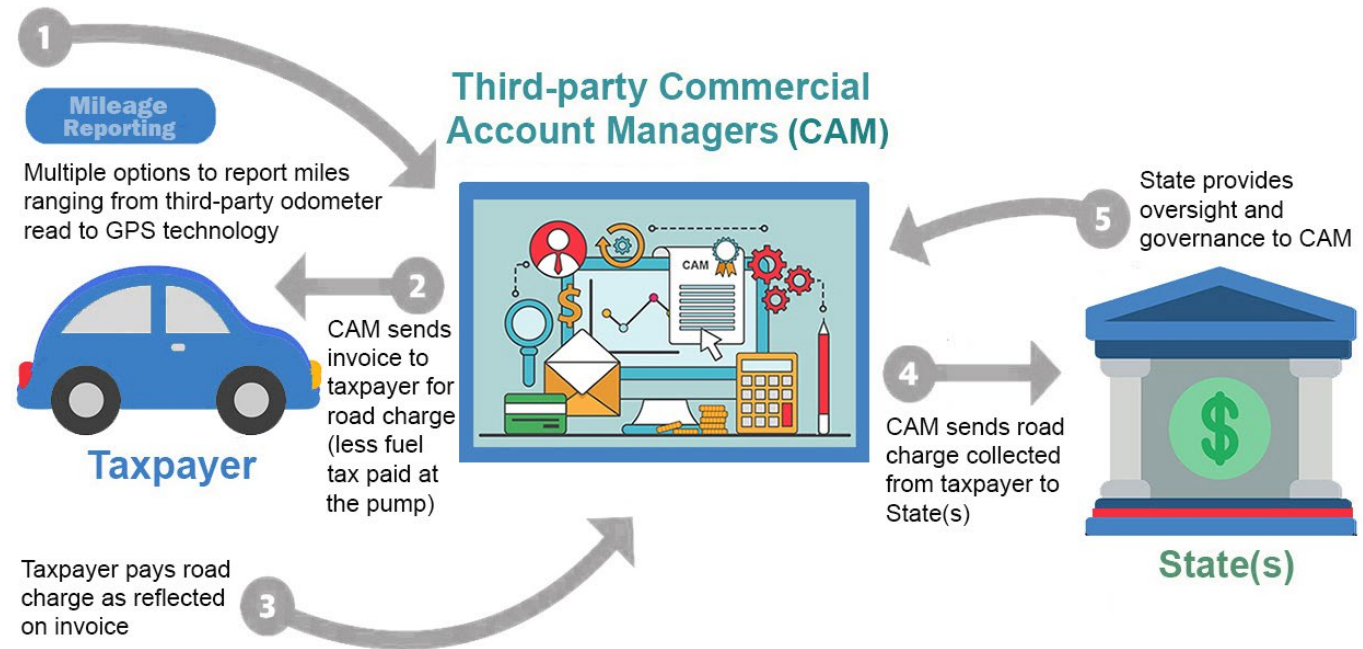 1
Mileage
Reporting
Multiple options to report miles
ranging from third-party odometer
read to GPS technology
Third-party Commercial
Account Managers (CAM)
CAM
$
2
CAM sends
invoice to
taxpayer for
road charge
(less fuel
tax paid at
the pump)
Taxpayer
3
Taxpayer pays road
charge as reflected
on invoice
4
CAM sends road
charge collected
from taxpayer to
State(s)
5
State provides
oversight and
governance to CAM
$
State(s)